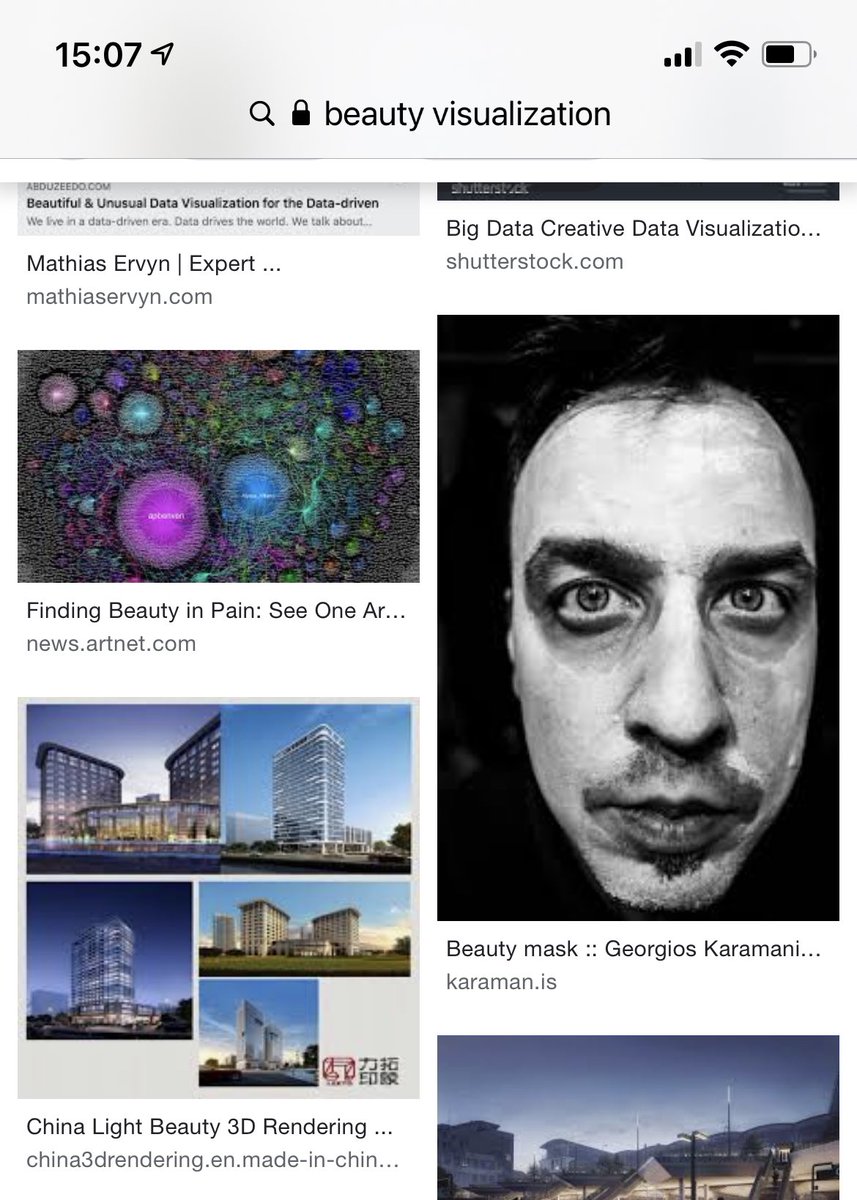 15:07
beauty visualization
ABDUZEEDO.COM
Beautiful & Unusual Data Visualization for the Data-driven
We live in a data-driven era. Data drives the world. We talk about...
Mathias Ervyn | Expert ...
mathiaservyn.com
shutterstock
Big Data Creative Data Visualizatio...
shutterstock.com
Finding Beauty in Pain: See One Ar...
news.artnet.com
力拓
印象
China Light Beauty 3D Rendering ...
china3drendering.en.made-in-chin...
Beauty mask :: Georgios Karamani...
karaman.is